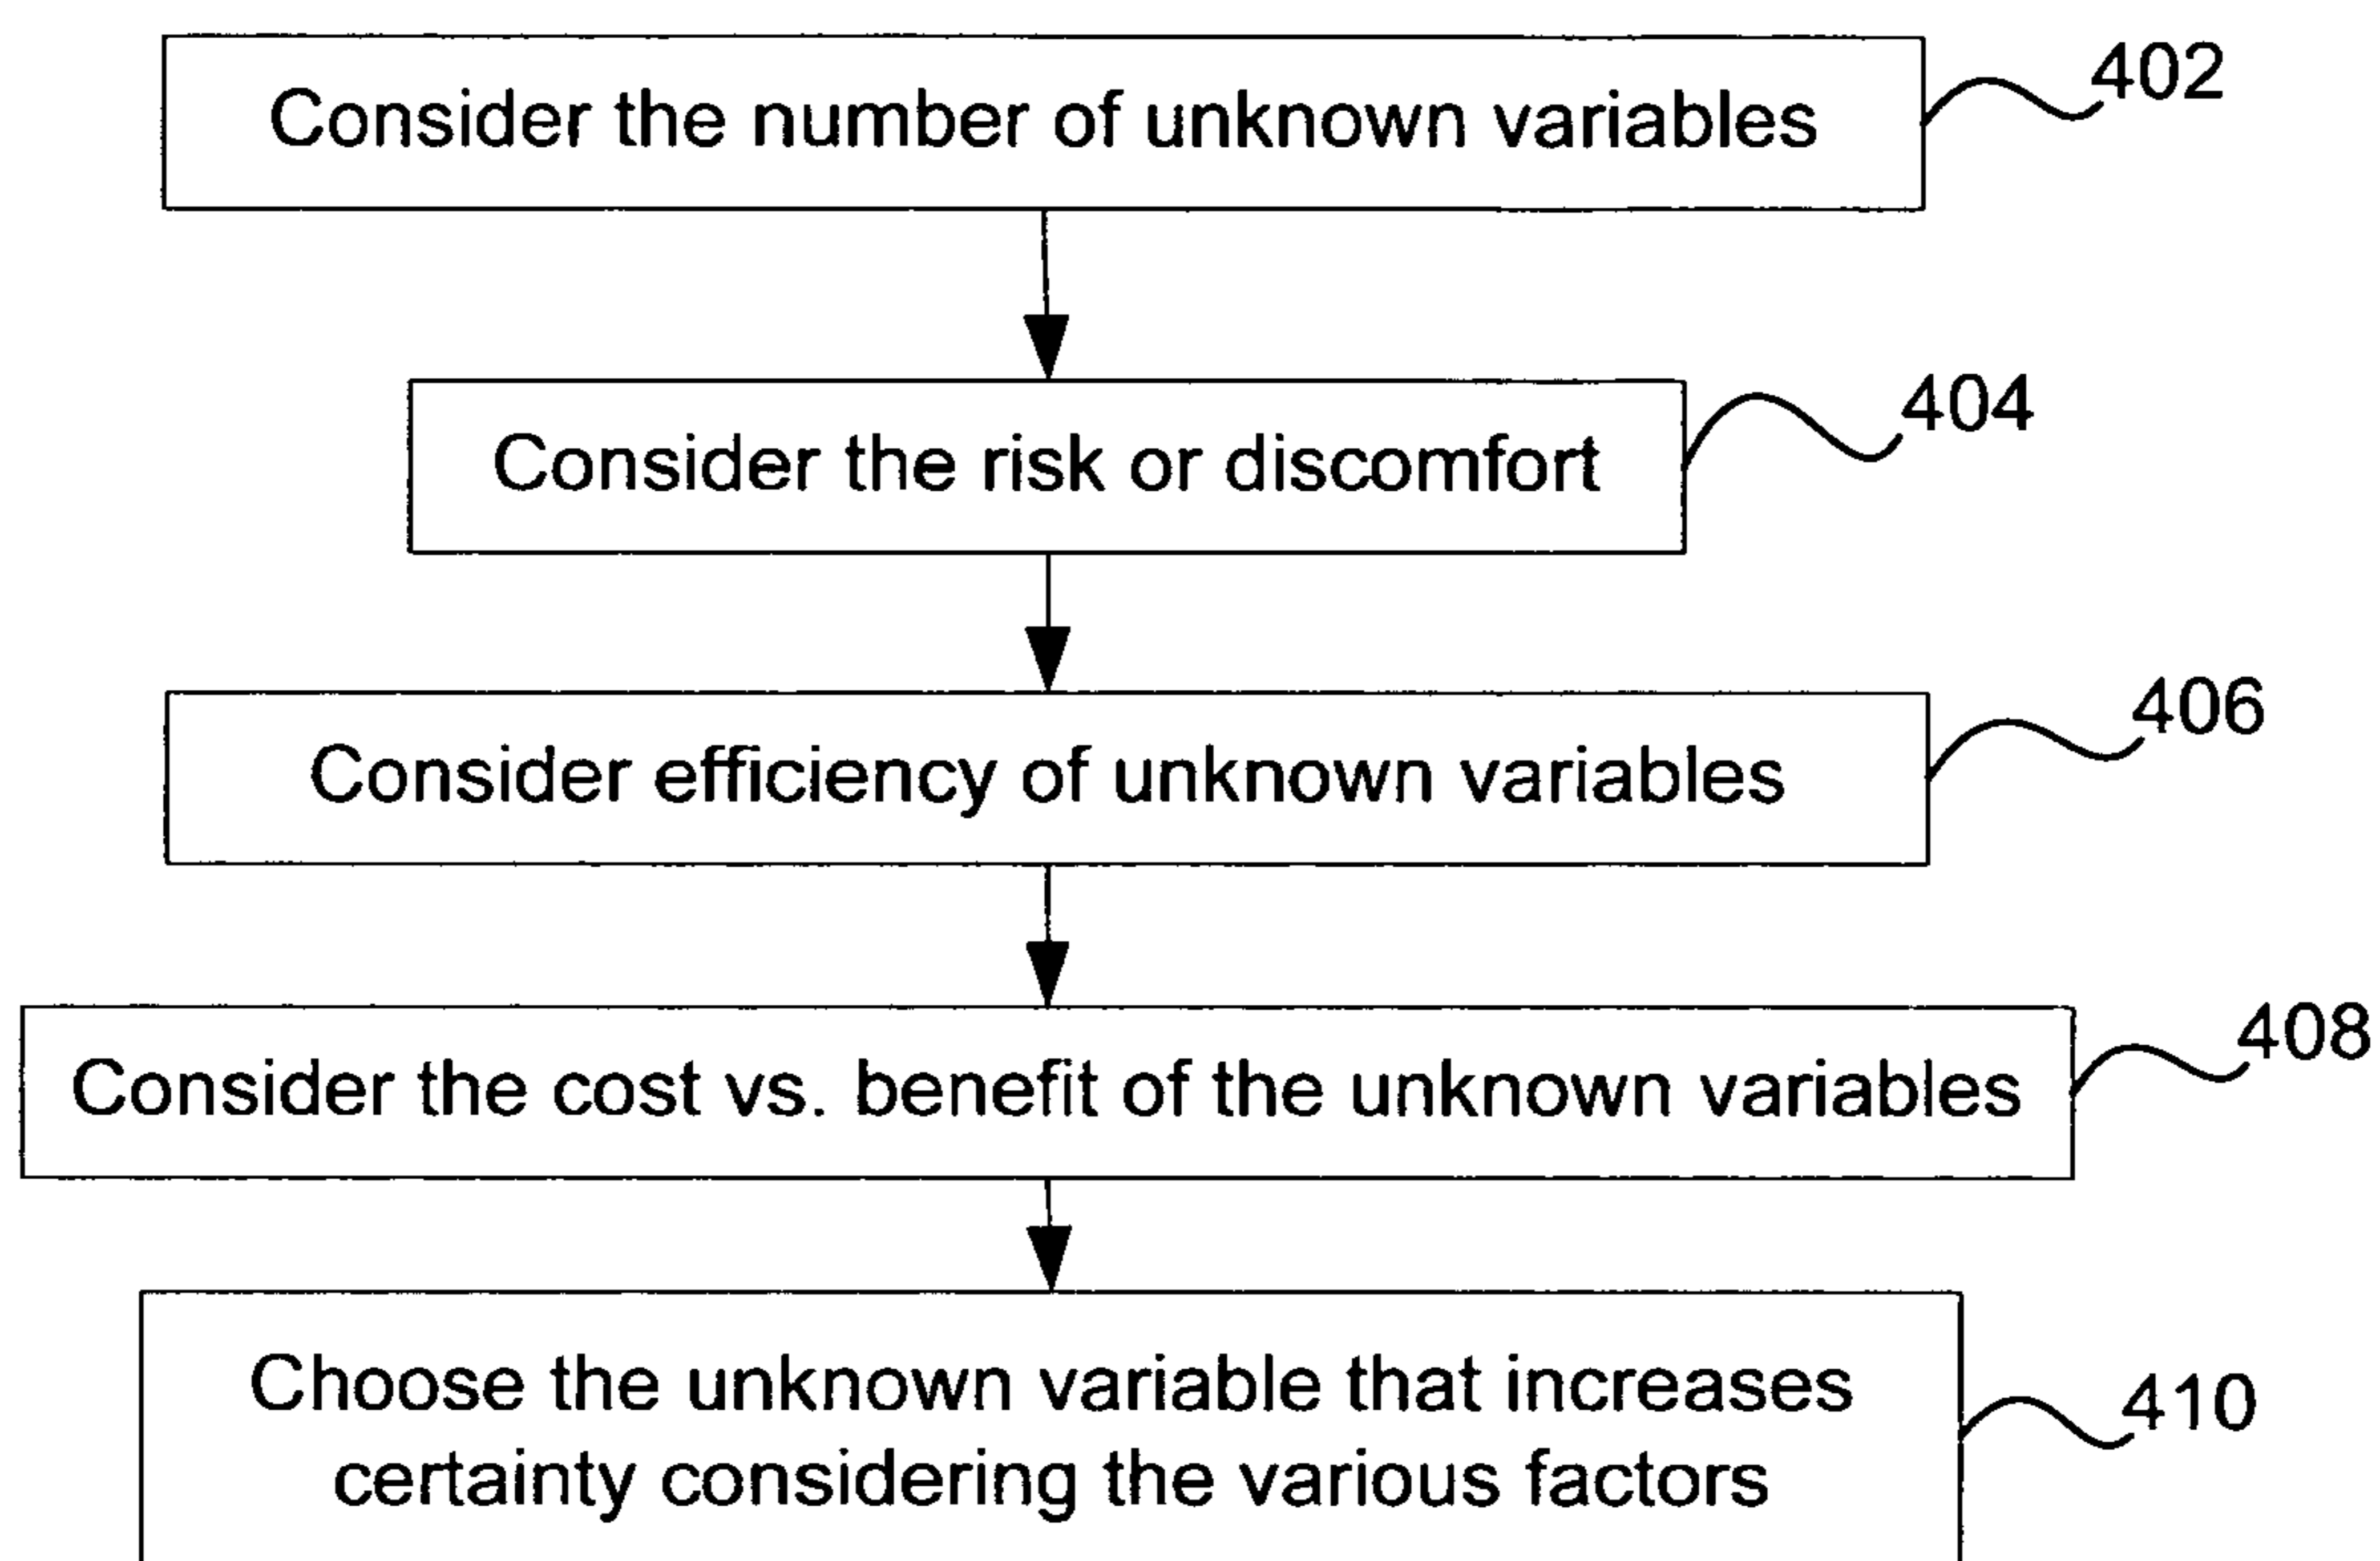 Consider the number of unknown variables
402
Consider the risk or discomfort
404
Consider efficiency of unknown variables
406
Consider the cost vs. benefit of the unknown variables
408
Choose the unknown variable that increases
certainty considering the various factors
410